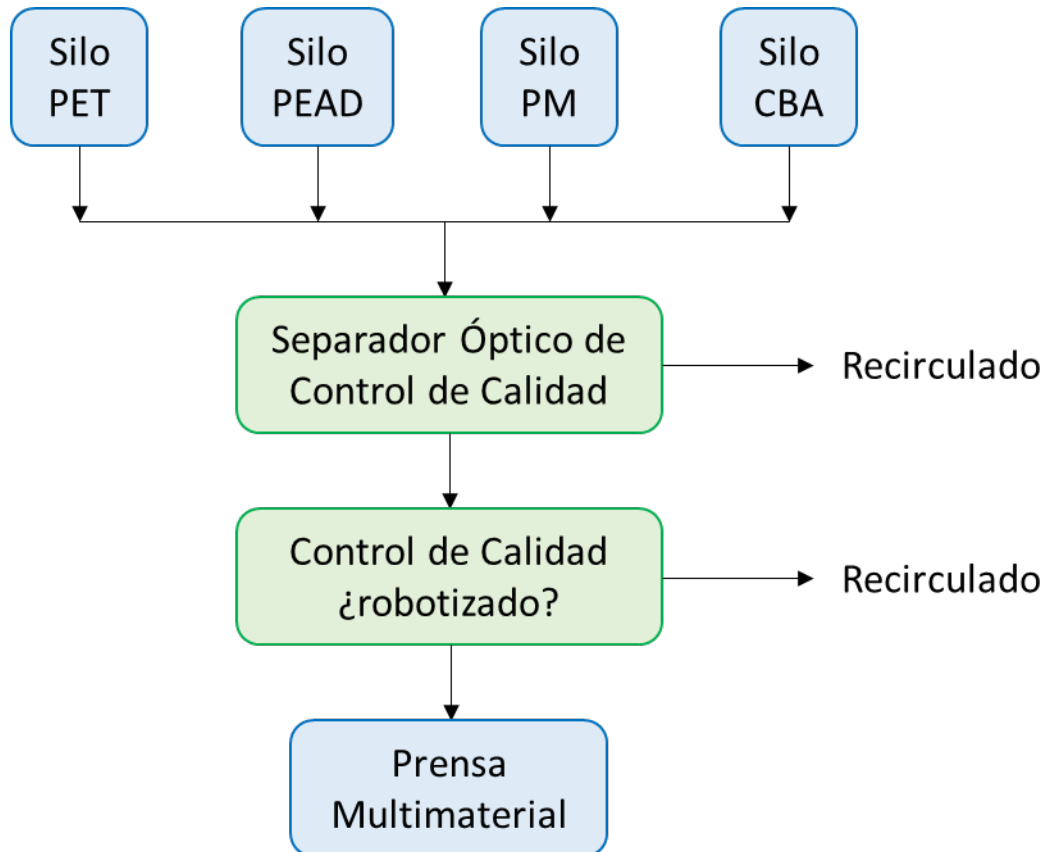 Silo
PET
Silo
PEAD
Silo
PM
Silo
CBA
Separador Óptico de
Control de Calidad
Recirculado
Control de Calidad
¿robotizado?
Recirculado
Prensa
Multimaterial